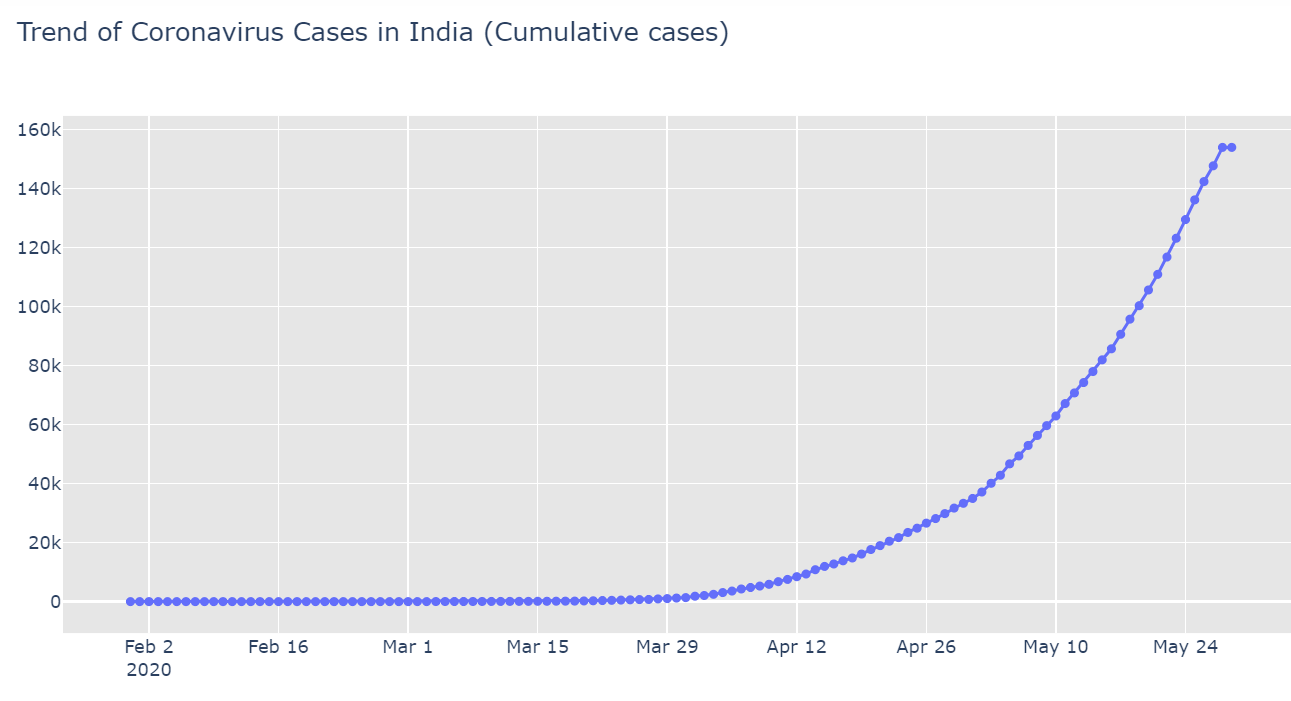 Trend of Coronavirus Cases in India (Cumulative cases)
160k
140k
120k
100k
80k
60k
40k
20k
0
Feb 2 Feb 16 Mar 1 Mar 15 Mar 29 Apr 12 Apr 26 May 10 May 24
2020